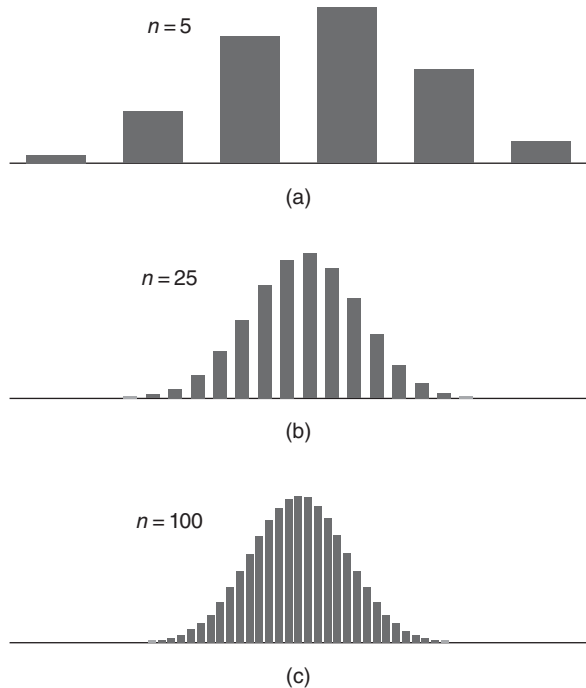 n = 5
(a)
n = 25
(b)
n = 100
(c)